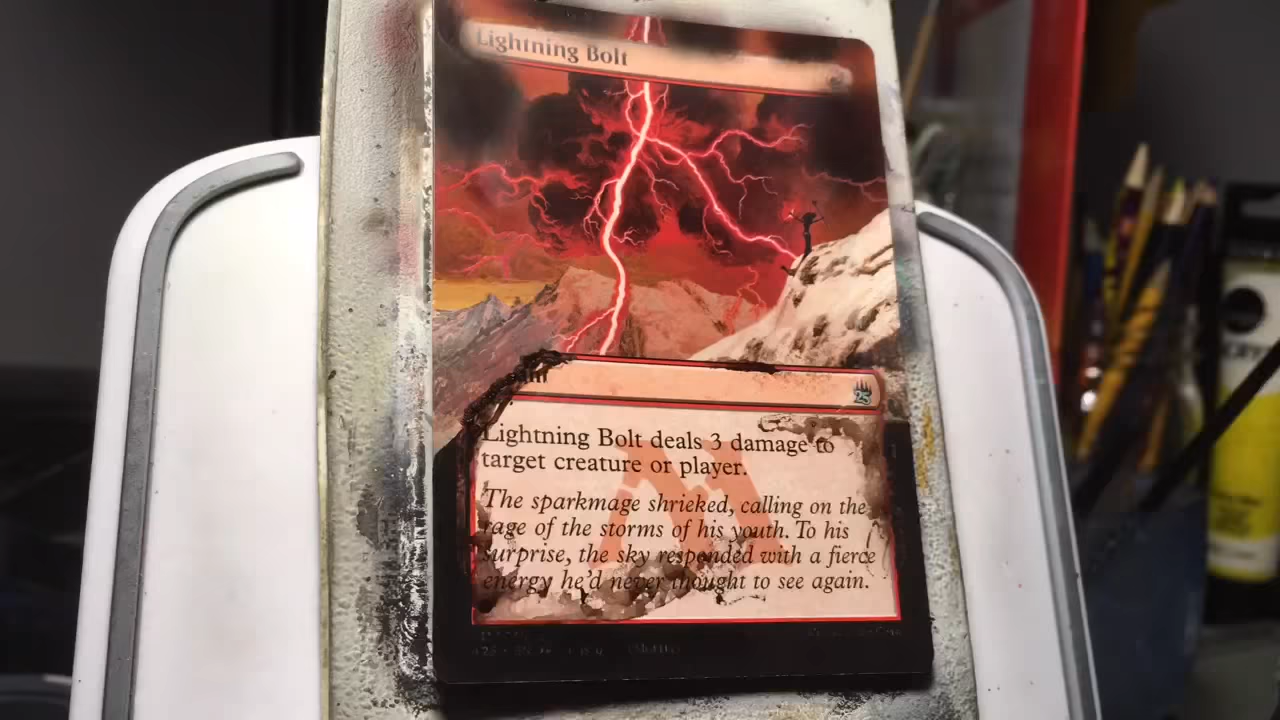 Lightning Bolt
25
Lightning Bolt deals 3 damage to
target creature or player.
The sparkmage shrieked, calling on the
rage of the storms of his youth. To his
surprise, the sky responded with a fierce
energy he'd never thought to see again.